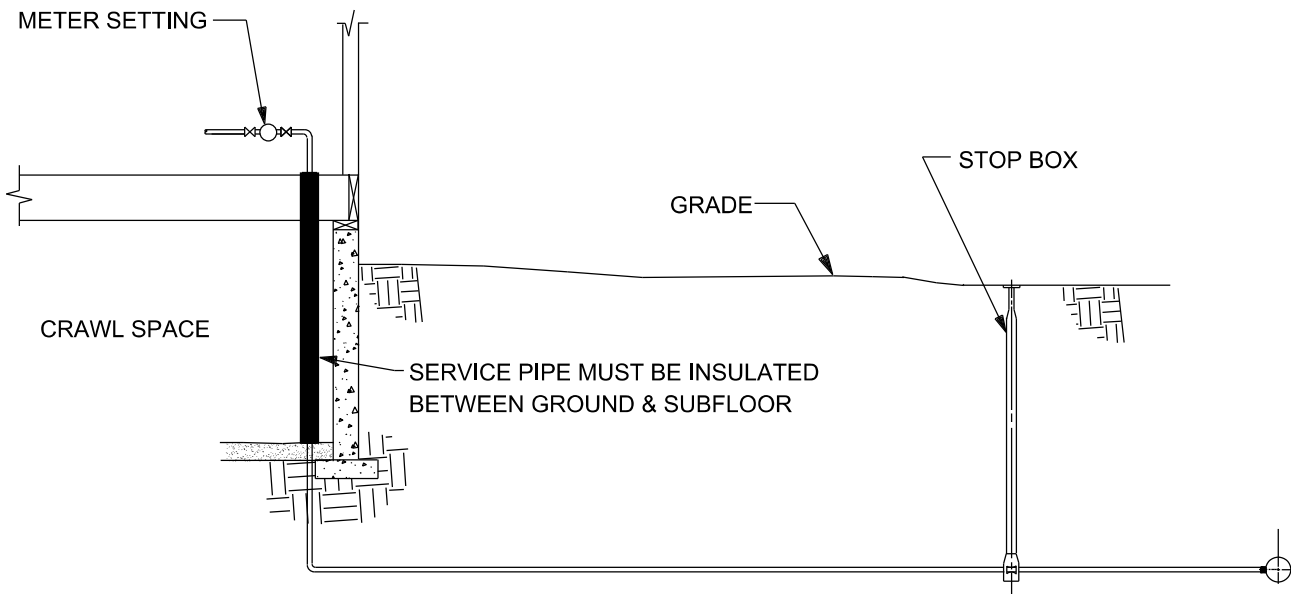 METER SETTING
STOP BOX
GRADE
CRAWL SPACE
SERVICE PIPE MUST BE INSULATED
BETWEEN GROUND & SUBFLOOR